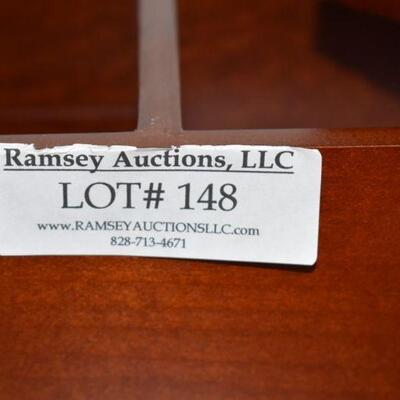 Ramsey Auctions, LLC
LOT# 148
www.RAMSEYAUCTIONSLLC.com
828-713-4671